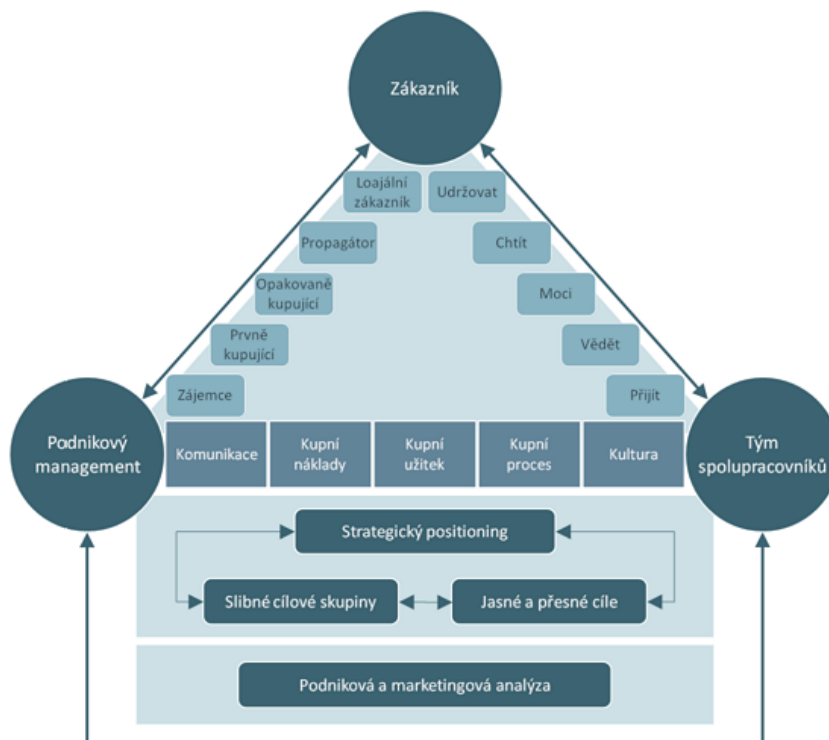 Zákazník
Loajální
zákazník
Udržovat
Propagátor
Chtít
Opakovaně
kupující
Moci
Prvně
kupující
Vědět
Zájemce
Přijít
Podnikový
management
Komunikace
Kupní
náklady
Kupní
užitek
Kupní
proces
Kultura
Tým
spolupracovníků
Strategický positioning
Slibné cílové skupiny
Jasné a přesné cíle
Podniková a marketingová analýza